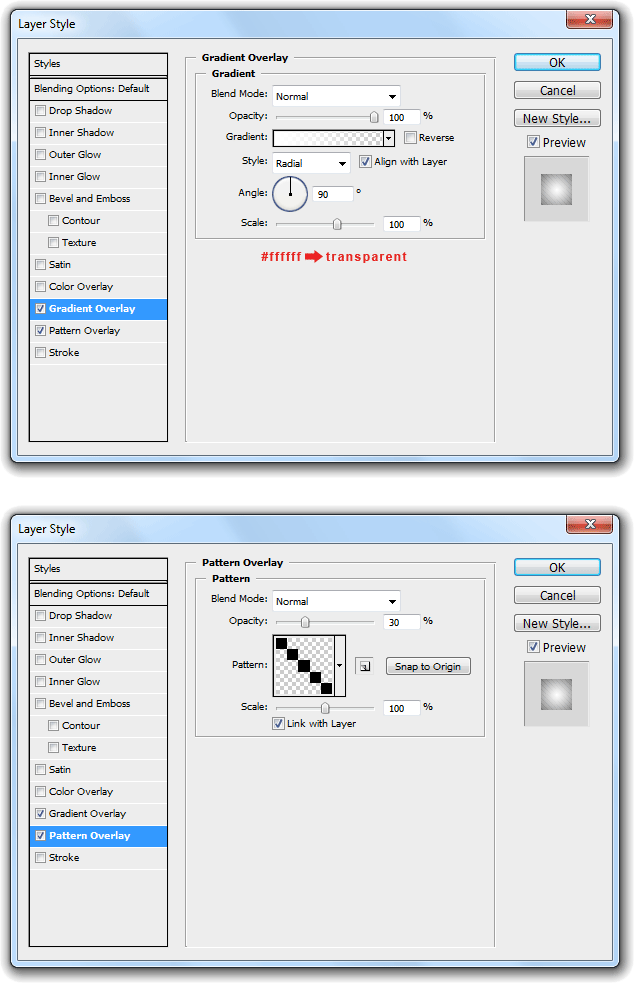 Layer Style
Styles
Blending Options: Default
Drop Shadow
Inner Shadow
Outer Glow
Inner Glow
Bevel and Emboss
Contour
Texture
Satin
Color Overlay
Gradient Overlay
Pattern Overlay
Stroke
Gradient Overlay
Gradient
Blend Mode: Normal
Opacity: 100 %
Gradient: Reverse
Style: Radial Align with Layer
Angle: 90 °
Scale: 100 %
#ffffff transparent
OK
Cancel
New Style...
Preview
Layer Style
Styles
Blending Options: Default
Drop Shadow
Inner Shadow
Outer Glow
Inner Glow
Bevel and Emboss
Contour
Texture
Satin
Color Overlay
Gradient Overlay
Pattern Overlay
Stroke
Pattern Overlay
Pattern
Blend Mode: Normal
Opacity: 30 %
Pattern: Snap to Origin
Scale: 100 %
Link with Layer
OK
Cancel
New Style...
Preview